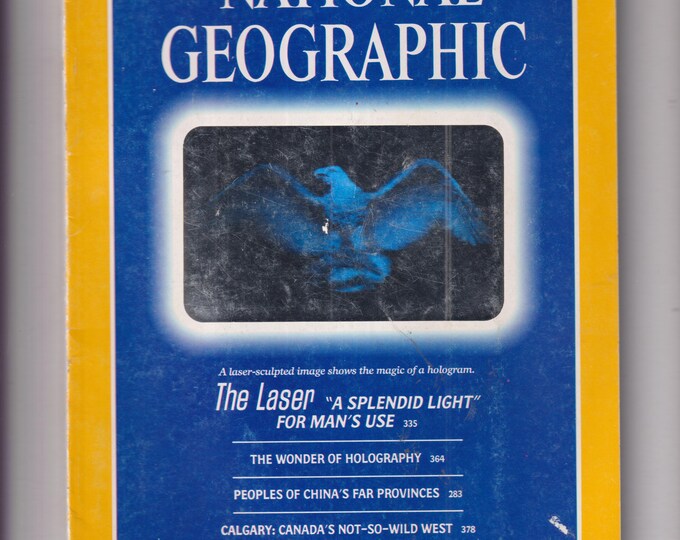 NATIONAL
GEOGRAPHIC
A laser-sculpted image shows the magic of a hologram.
The Laser "A SPLENDID LIGHT"
FOR MAN'S USE 335
THE WONDER OF HOLOGRAPHY 364
PEOPLES OF CHINA'S FAR PROVINCES 283
CALGARY: CANADA'S NOT-SO-WILD WEST 378